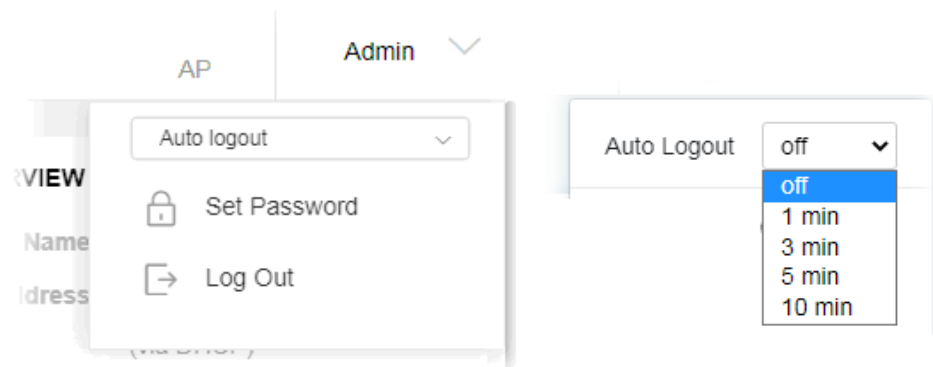 AP
Admin
Auto logout
VIEW
Set Password
Name
Log Out
dress
Auto Logout
off
off
1 min
3 min
5 min
10 min